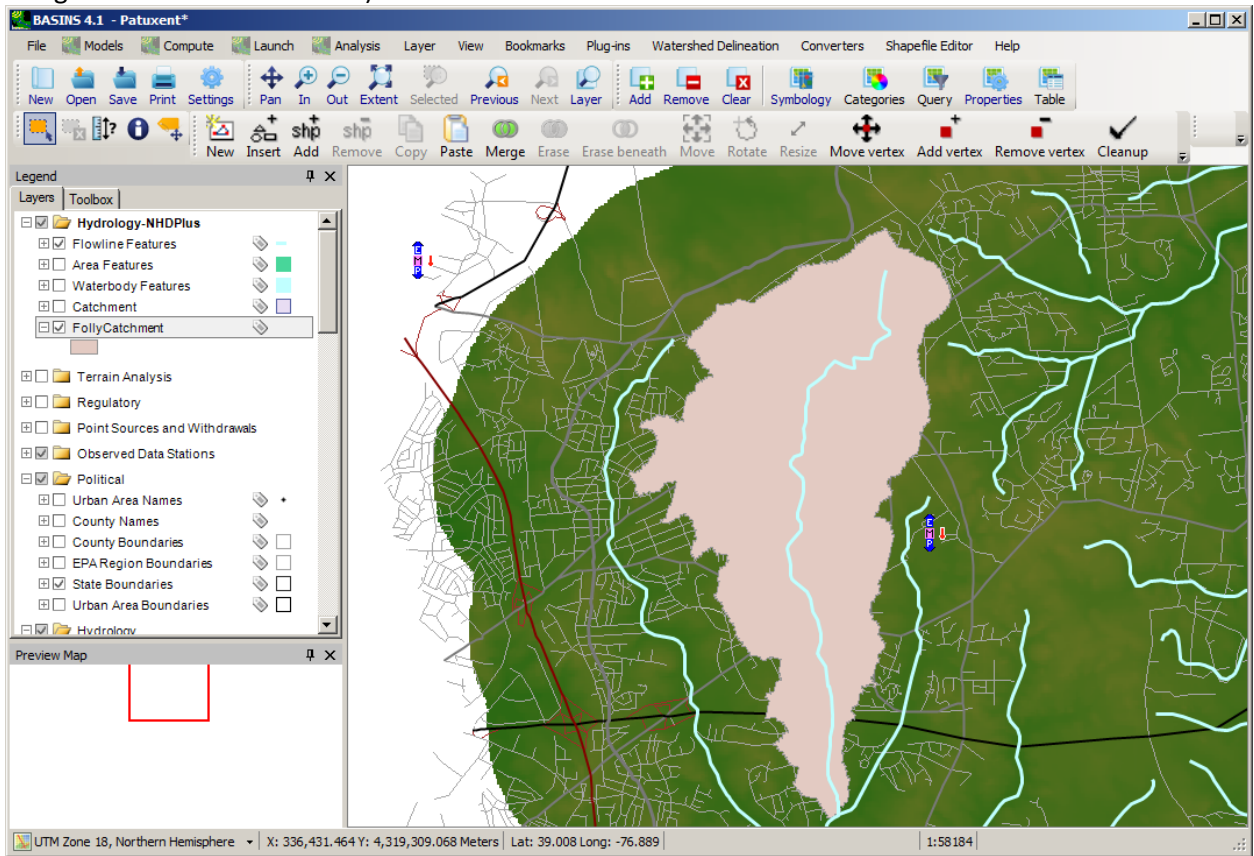 BASINS 4.1 - Patuxent*
File Models Compute Launch Analysis Layer View Bookmarks Plug-ins Watershed Delineation Converters Shapefile Editor Help
New Open Save Print Settings Pan In Out Extent Selected Previous Next Layer Add Remove Clear Symbology Categories Query Properties Table
New Insert Add Remove Copy Paste Merge Erase Erase beneath Move Rotate Resize Move vertex Add vertex Remove vertex Cleanup
Legend
Layers Toolbox
Hydrology-NHDPlus
Flowline Features
Area Features
Waterbody Features
Catchment
FollyCatchment
Terrain Analysis
Regulatory
Point Sources and Withdrawals
Observed Data Stations
Political
Urban Area Names
County Names
County Boundaries
EPA Region Boundaries
State Boundaries
Urban Area Boundaries
Hydrology
Preview Map
E
M
P
E
M
P
UTM Zone 18, Northern Hemisphere X: 336,431.464 Y: 4,319,309.068 Meters Lat: 39.008 Long: -76.889 1:58184